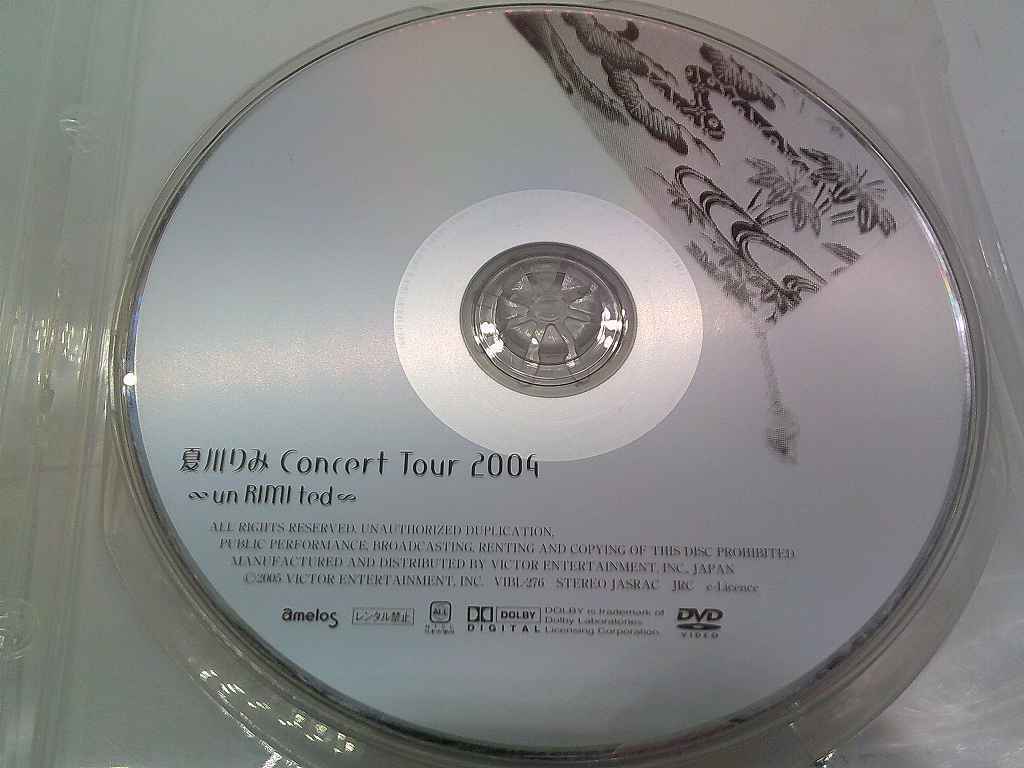 夏川りみ Concert Tour 2004
~un RIMI ted~
ALL RIGHTS RESERVED. UNAUTHORIZED DUPLICATION,
PUBLIC PERFORMANCE, BROADCASTING, RENTING AND COPYING OF THIS DISC PROHIBITED.
MANUFACTURED AND DISTRIBUTED BY VICTOR ENTERTAINMENT, INC., JAPAN
©2005 VICTOR ENTERTAINMENT, INC. VIBL-276 STEREO JASRAC JRC e-Licence
amelos レンタル禁止 ALL DOLBY DIGITAL DOLBY is trademark of Dolby Laboratories Licensing Corporation DVD VIDEO